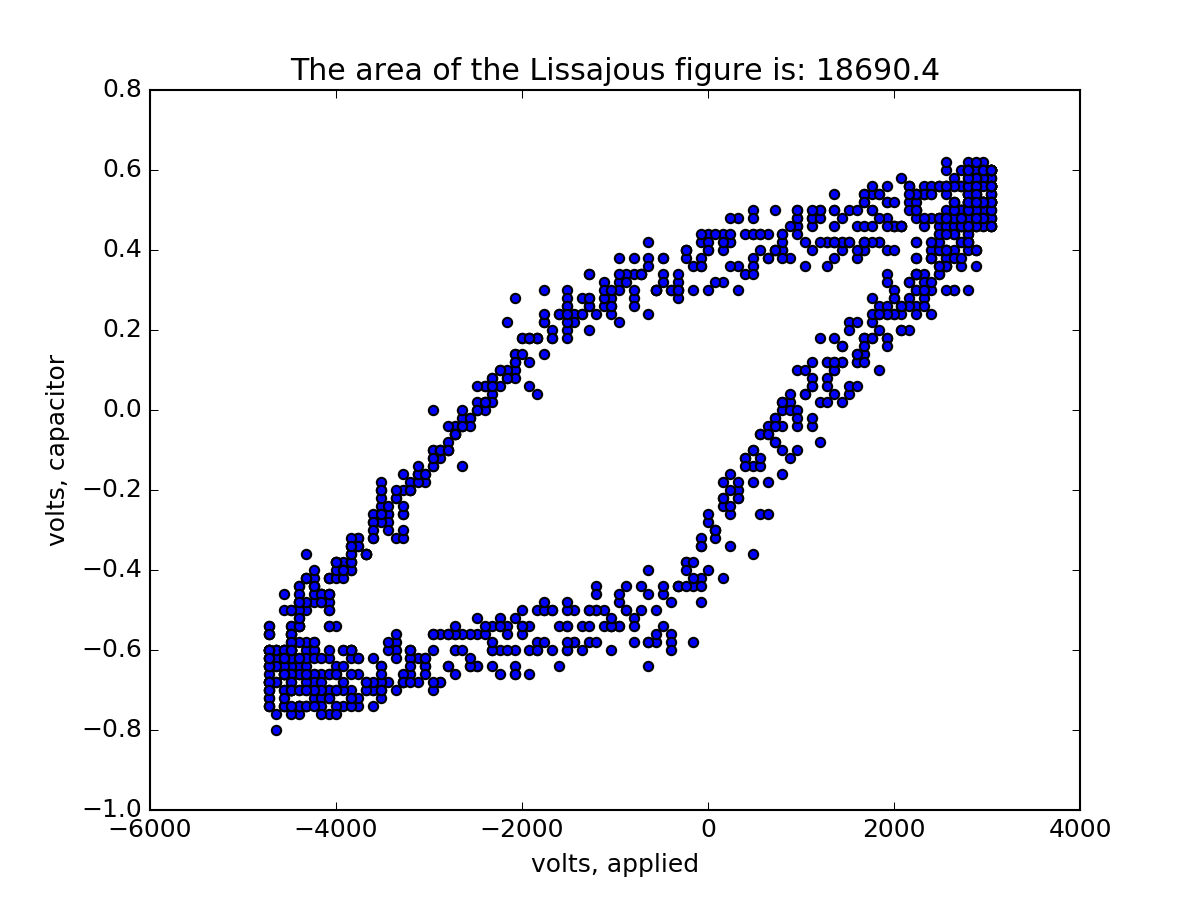 The area of the Lissajous figure is: 18690.4
0.8
0.6
0.4
0.2
0.0
−0.2
−0.4
−0.6
−0.8
−1.0
volts, capacitor
−6000 −4000 −2000 0 2000 4000
volts, applied